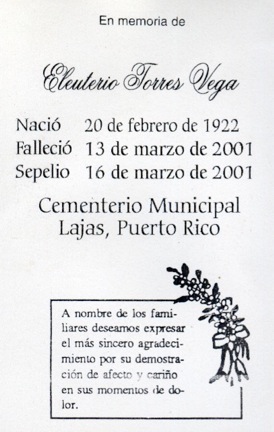 En memoria de
Eleuterio Torres Vega
Nació 20 de febrero de 1922
Falleció 13 de marzo de 2001
Sepelio 16 de marzo de 2001
Cementerio Municipal
Lajas, Puerto Rico
A nombre de los fami-
liares deseamos expresar
el más sincero agradeci-
miento por su demostra-
ción de afecto y cariño
en sus momentos de do-
lor.